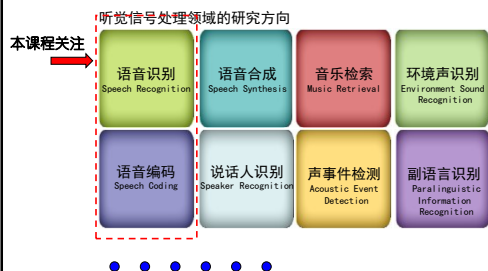 听觉信号处理领域的研究方向
本课程关注
语音识别
Speech Recognition
语音合成
Speech Synthesis
音乐检索
Music Retrieval
环境声识别
Environment Sound
Recognition
语音编码
Speech Coding
说话人识别
Speaker Recognition
声事件检测
Acoustic Event
Detection
副语言识别
Paralinguistic
Information
Recognition